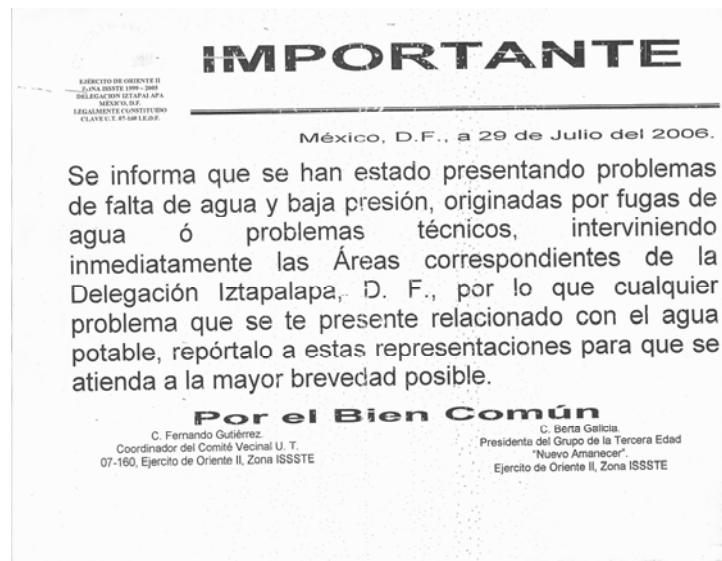 IMPORTANTE
EJÉRCITO DE ORIENTE II
ZONA ISSSTE 1999 - 2005
DELEGACION IZTAPALAPA
MÉXICO, D.F.
LEGALMENTE CONSTITUIDO
CLAVE U.T. 07-160 I.E.D.F.
México, D.F., a 29 de Julio del 2006.
Se informa que se han estado presentando problemas
de falta de agua y baja presión, originadas por fugas de
agua ó problemas técnicos, interviniendo
inmediatamente las Áreas correspondientes de la
Delegación Iztapalapa, D. F., por lo que cualquier
problema que se te presente relacionado con el agua
potable, repórtalo a estas representaciones para que se
atienda a la mayor brevedad posible.
Por el Bien Común
C. Fernando Gutiérrez.
Coordinador del Comité Vecinal U. T.
07-160, Ejercito de Oriente II, Zona ISSSTE
C. Berta Galicia.
Presidenta del Grupo de la Tercera Edad
"Nuevo Amanecer".
Ejercito de Oriente II, Zona ISSSTE